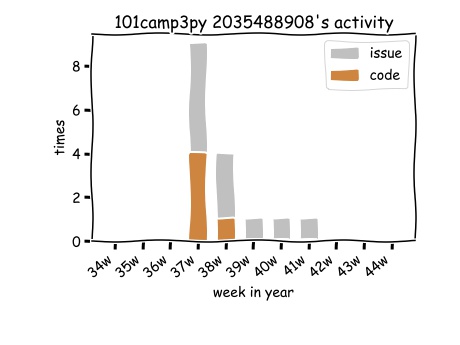 101camp3py 2035488908's activity
issue
code
times
8
6
4
2
0
34w
35w
36w
37w
38w
39w
40w
41w
42w
43w
44w
week in year